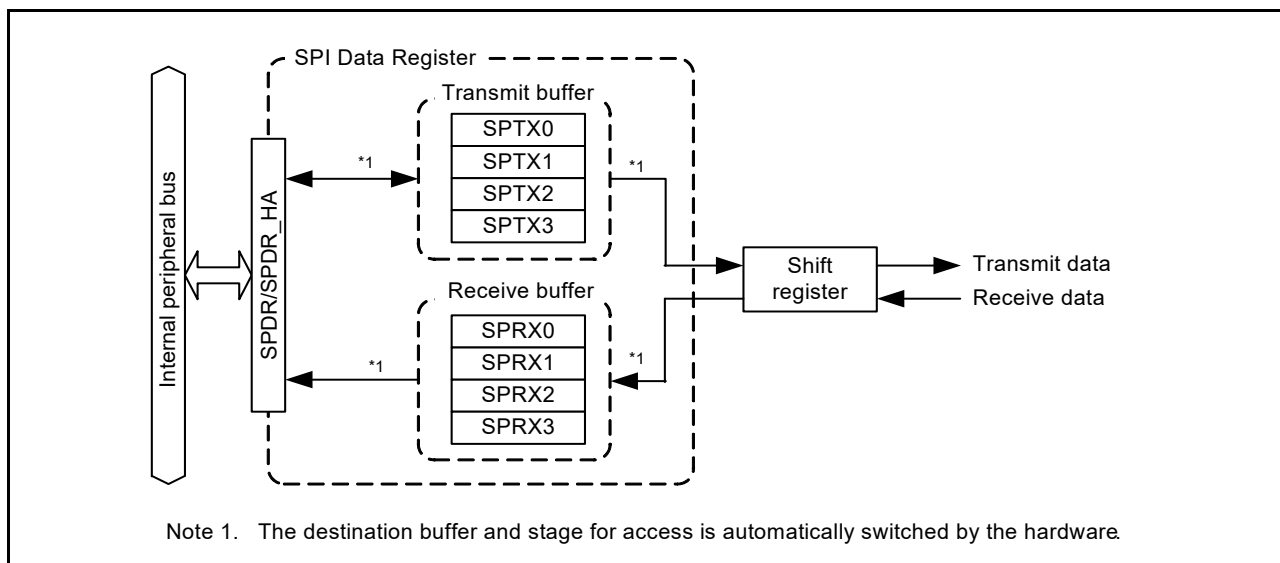 SPI Data Register
Transmit buffer
SPTX0
SPTX1
SPTX2
SPTX3
*1
*1
Internal peripheral bus
SPDR/SPDR_HA
Shift
register
Transmit data
Receive data
Receive buffer
SPRX0
SPRX1
SPRX2
SPRX3
*1
*1
Note 1. The destination buffer and stage for access is automatically switched by the hardware.